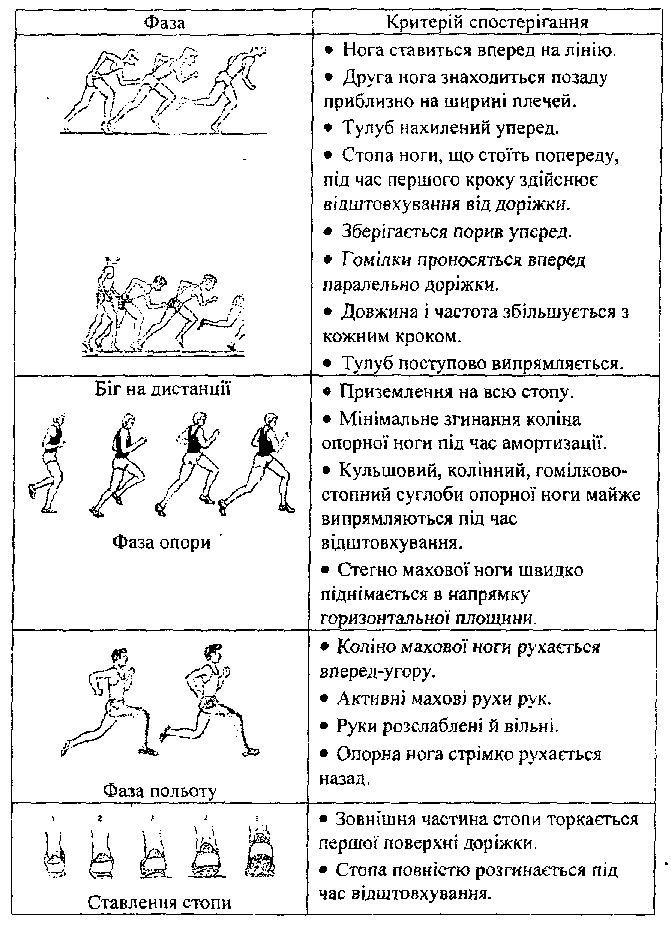 Фаза
Критерій спостерігання
• Нога ставиться вперед на лінію.
• Друга нога знаходиться позаду
приблизно на ширині плечей.
• Тулуб нахилений уперед.
• Стопа ноги, що стоїть попереду,
під час першого кроку здійснює
відштовхування від доріжки.
• Зберігається порив уперед.
• Гомілки проносяться вперед
паралельно доріжки.
• Довжина і частота збільшується з
кожним кроком.
• Тулуб поступово випрямляється.
Біг на дистанції
Фаза опори
• Приземлення на всю стопу.
• Мінімальне згинання коліна
опорної ноги під час амортизації.
• Кульшовий, колінний, гомілково-
стопний суглоби опорної ноги майже
випрямляються під час
відштовхування.
• Стегно махової ноги швидко
піднімається в напрямку
горизонтальної площини.
Фаза польоту
• Коліно махової ноги рухається
вперед-угору.
• Активні махові рухи рук.
• Руки розслаблені й вільні.
• Опорна нога стрімко рухається
назад.
1 2 3
Ставлення стопи
• Зовнішня частина стопи торкається
першої поверхні доріжки.
• Стопа повністю розгинається під
час відштовхування.